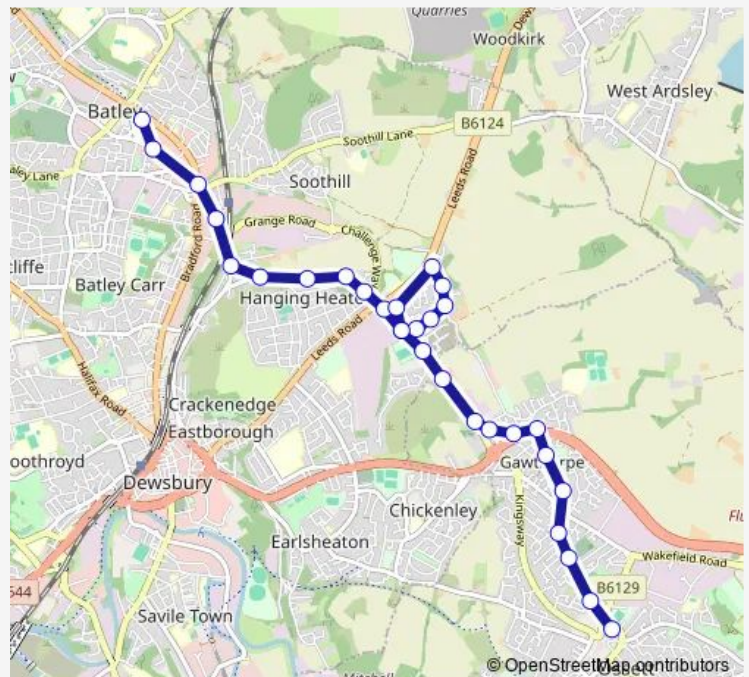 Quarries
Woodkirk
West Ardsley
Batley
B6124
Soothill Lane
Soothill
Leeds Road
Grange Road
Challenge Way
Bradford Road
Batley Carr
Hanging Heaton
Leeds Road
Halifax Road
Crackenedge
Eastborough
Dewsbury
Gawthorpe
Chickenley
Kingsway
Earlsheaton
Wakefield Road
B6129
Savile Town
© OpenStreetMap contributors